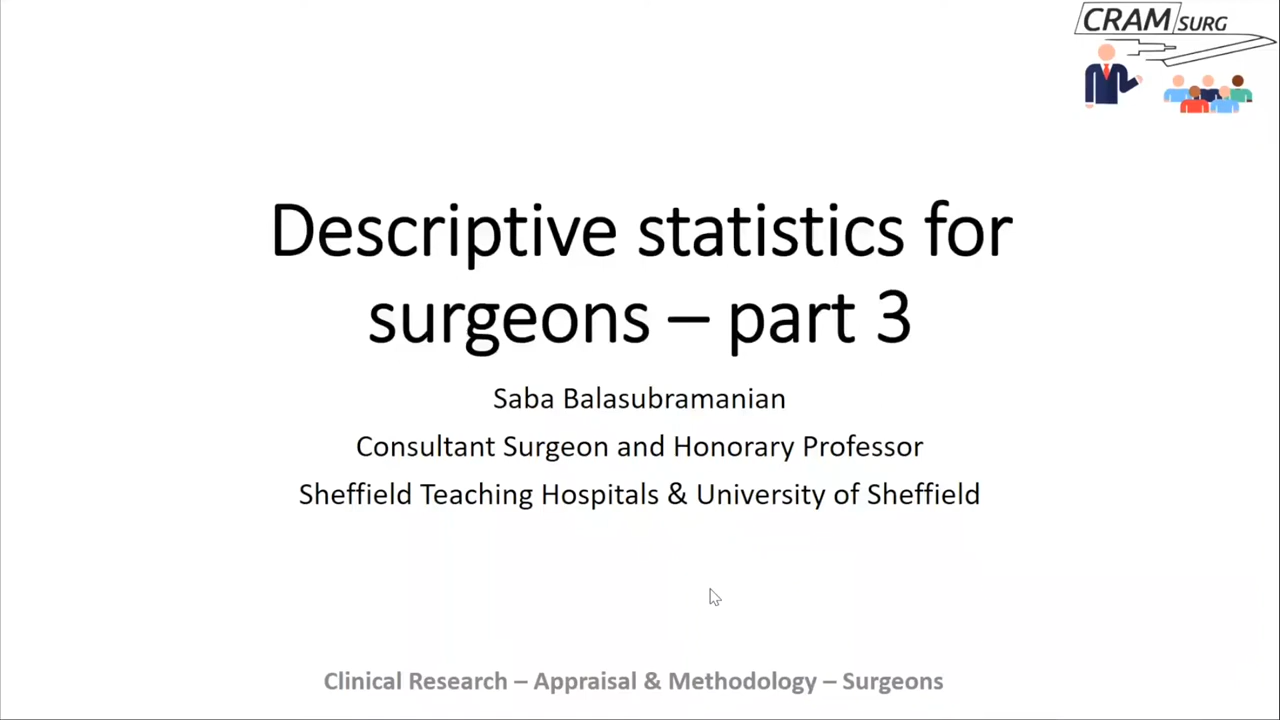 CRAM SURG
Descriptive statistics for
surgeons – part 3
Saba Balasubramanian
Consultant Surgeon and Honorary Professor
Sheffield Teaching Hospitals & University of Sheffield
Clinical Research – Appraisal & Methodology – Surgeons